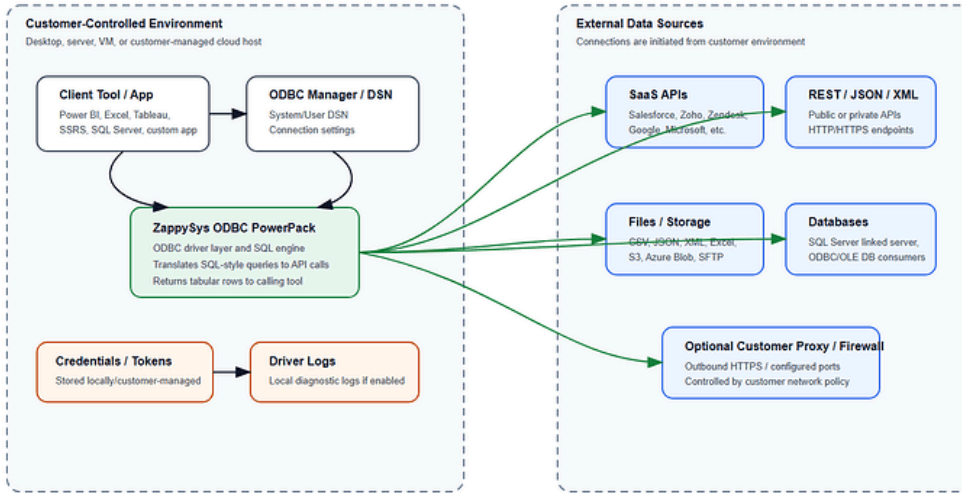 Customer-Controlled Environment
Desktop, server, VM, or customer-managed cloud host
Client Tool / App
Power BI, Excel, Tableau,
SSRS, SQL Server, custom app
ODBC Manager / DSN
System/User DSN
Connection settings
ZappySys ODBC PowerPack
ODBC driver layer and SQL engine
Translates SQL-style queries to API calls
Returns tabular rows to calling tool
Credentials / Tokens
Stored locally/customer-managed
Driver Logs
Local diagnostic logs if enabled
External Data Sources
Connections are initiated from customer environment
SaaS APIs
Salesforce, Zoho, Zendesk,
Google, Microsoft, etc.
REST / JSON / XML
Public or private APIs
HTTP/HTTPS endpoints
Files / Storage
CSV, JSON, XML, Excel,
S3, Azure Blob, SFTP
Databases
SQL Server linked server,
ODBC/OLE DB consumers
Optional Customer Proxy / Firewall
Outbound HTTPS / configured ports
Controlled by customer network policy